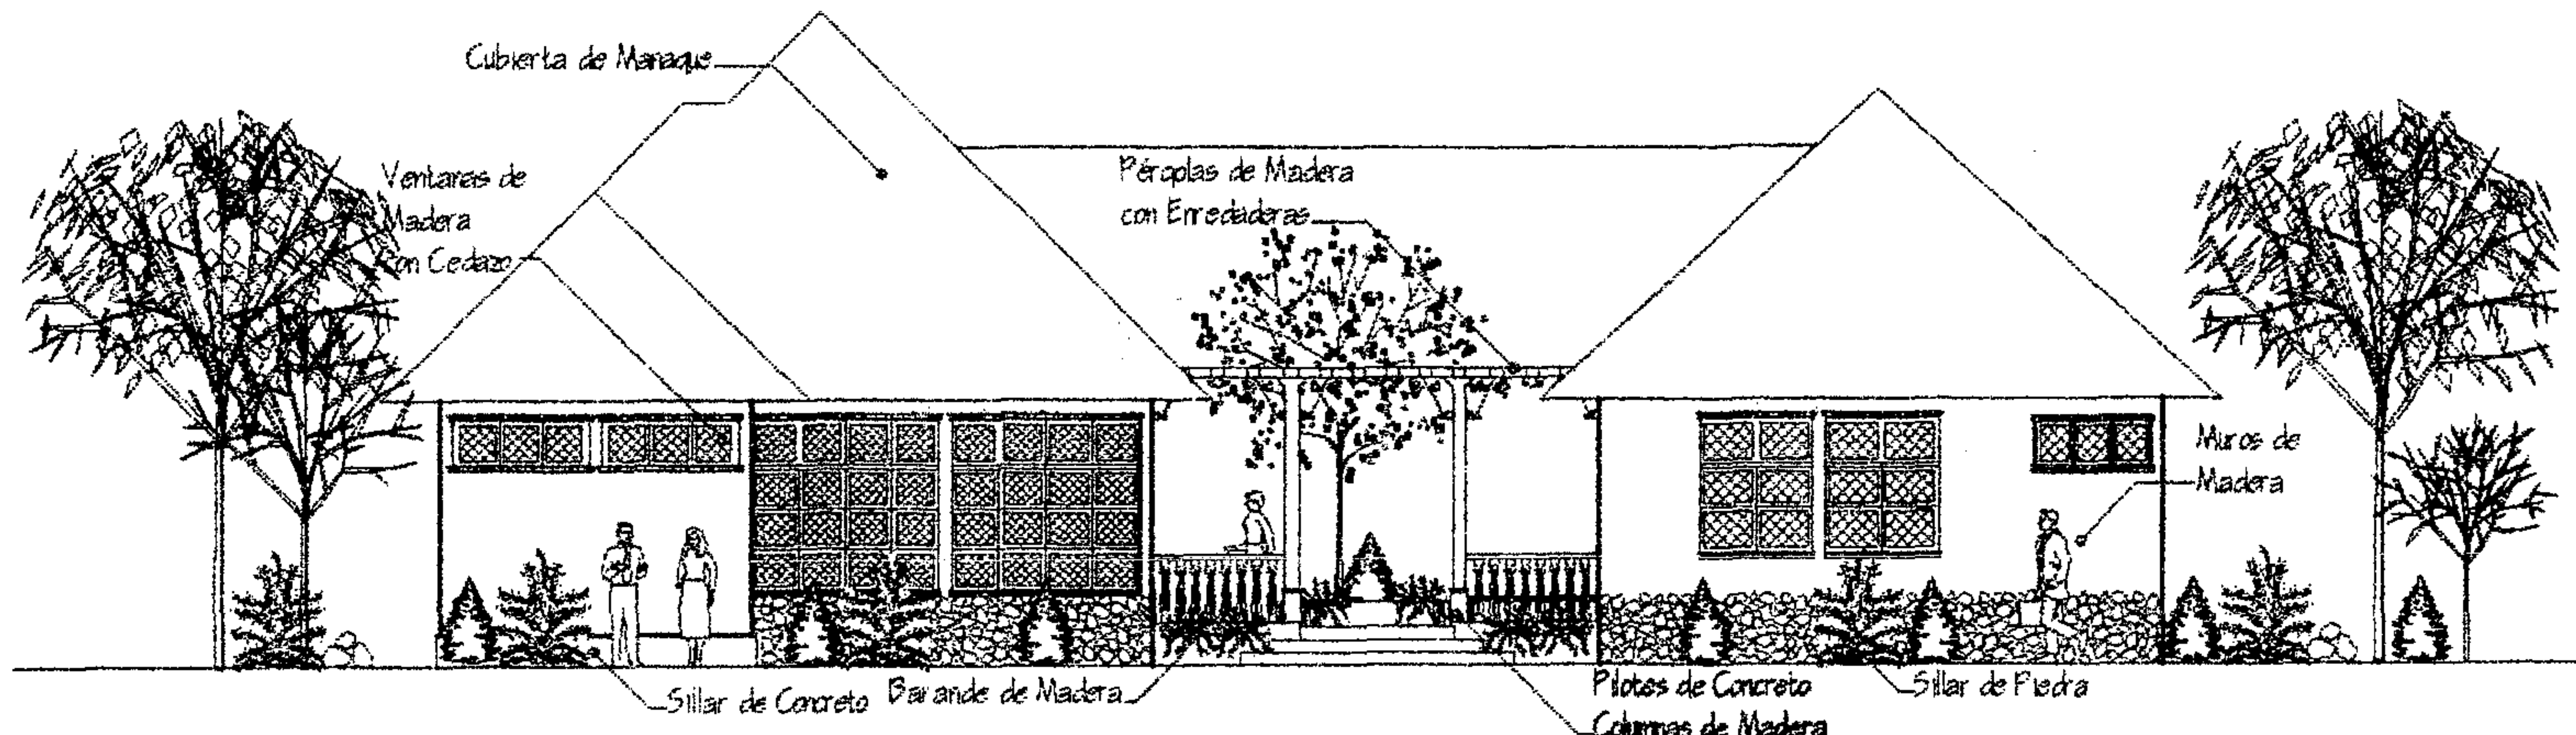 Cubierta de Manaque
Ventanas de
Madera
con Cedazo
Pérgolas de Madera
con Enredaderas
Muros de
Madera
Sillar de Concreto
Barande de Madera
Pilotes de Concreto
Columnas de Madera
Sillar de Piedra